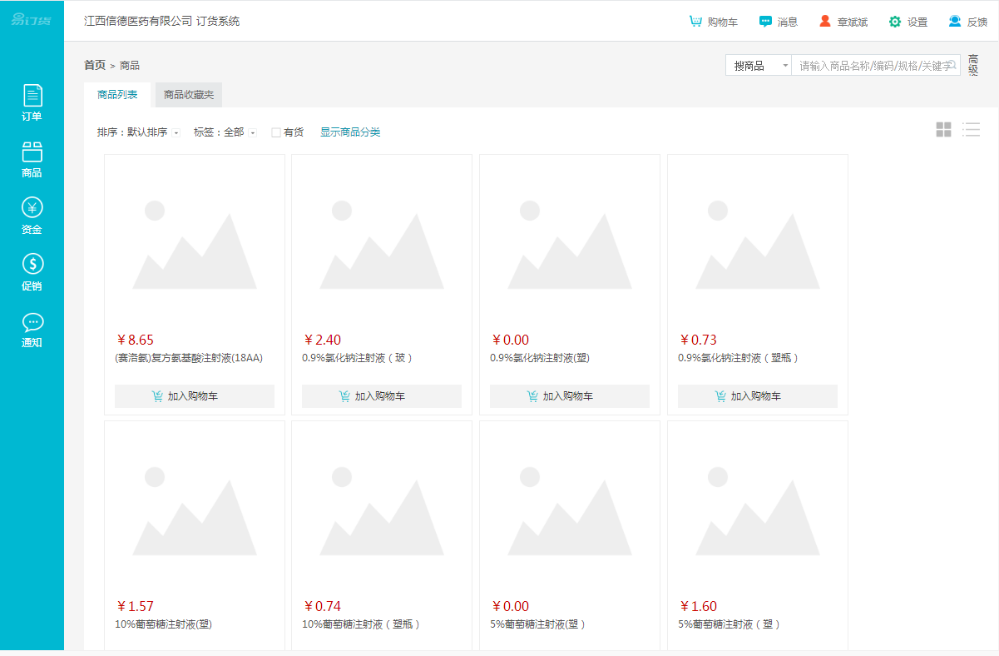 易订货
江西信德医药有限公司 订货系统
购物车 消息 章斌斌 设置 反馈
首页 > 商品
搜商品 请输入商品名称/编码/规格/关键字 高级
商品列表 商品收藏夹
排序：默认排序 标签：全部 有货 显示商品分类
订单
商品
资金
促销
通知
￥8.65 ￥2.40 ￥0.00 ￥0.73
(赛洛氨)复方氨基酸注射液(18AA) 0.9%氯化钠注射液（玻） 0.9%氯化钠注射液(塑) 0.9%氯化钠注射液（塑瓶）
加入购物车 加入购物车 加入购物车 加入购物车
￥1.57 ￥0.74 ￥0.00 ￥1.60
10%葡萄糖注射液(塑) 10%葡萄糖注射液（塑瓶） 5%葡萄糖注射液(塑） 5%葡萄糖注射液（塑）